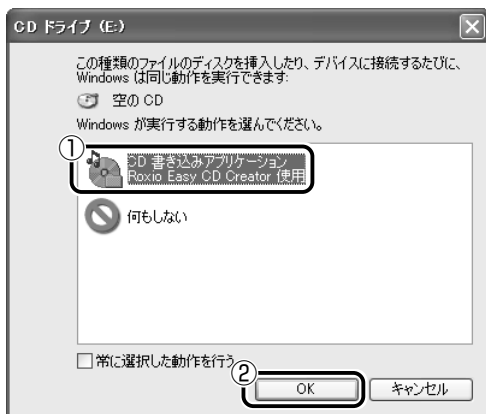 CD ドライブ (E:)
この種類のファイルのディスクを挿入したり、デバイスに接続するたびに、
Windows は同じ動作を実行できます:
空の CD
Windows が実行する動作を選んでください。
①
CD 書き込みアプリケーション
Roxio Easy CD Creator 使用
何もしない
常に選択した動作を行う
②
OK
キャンセル